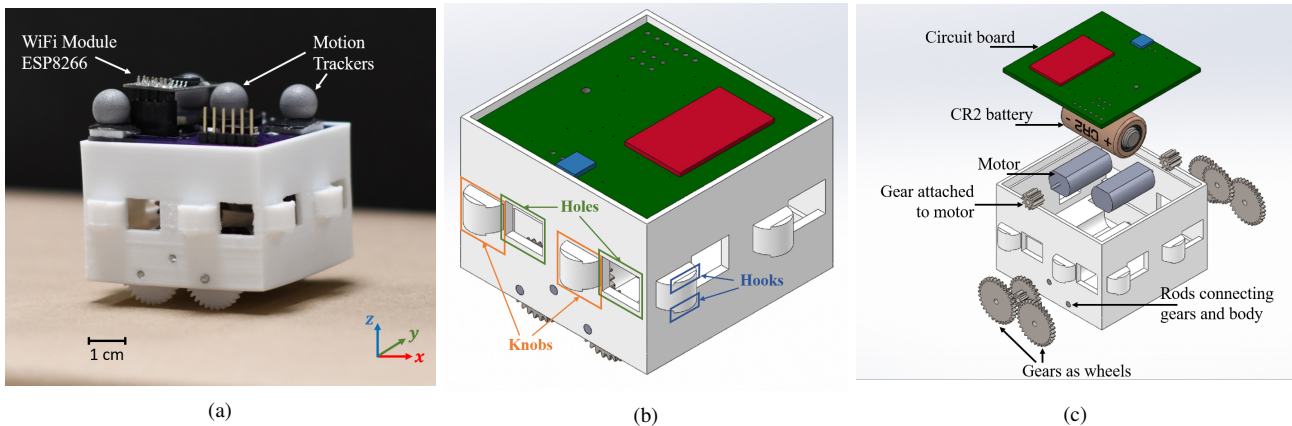 WiFi Module
ESP8266
Motion
Trackers
1 cm
z
y
x
(a)
Holes
Hooks
Knobs
(b)
Circuit board
CR2 battery
+ CR2 -
Motor
Gear attached
to motor
Rods connecting
gears and body
Gears as wheels
(c)